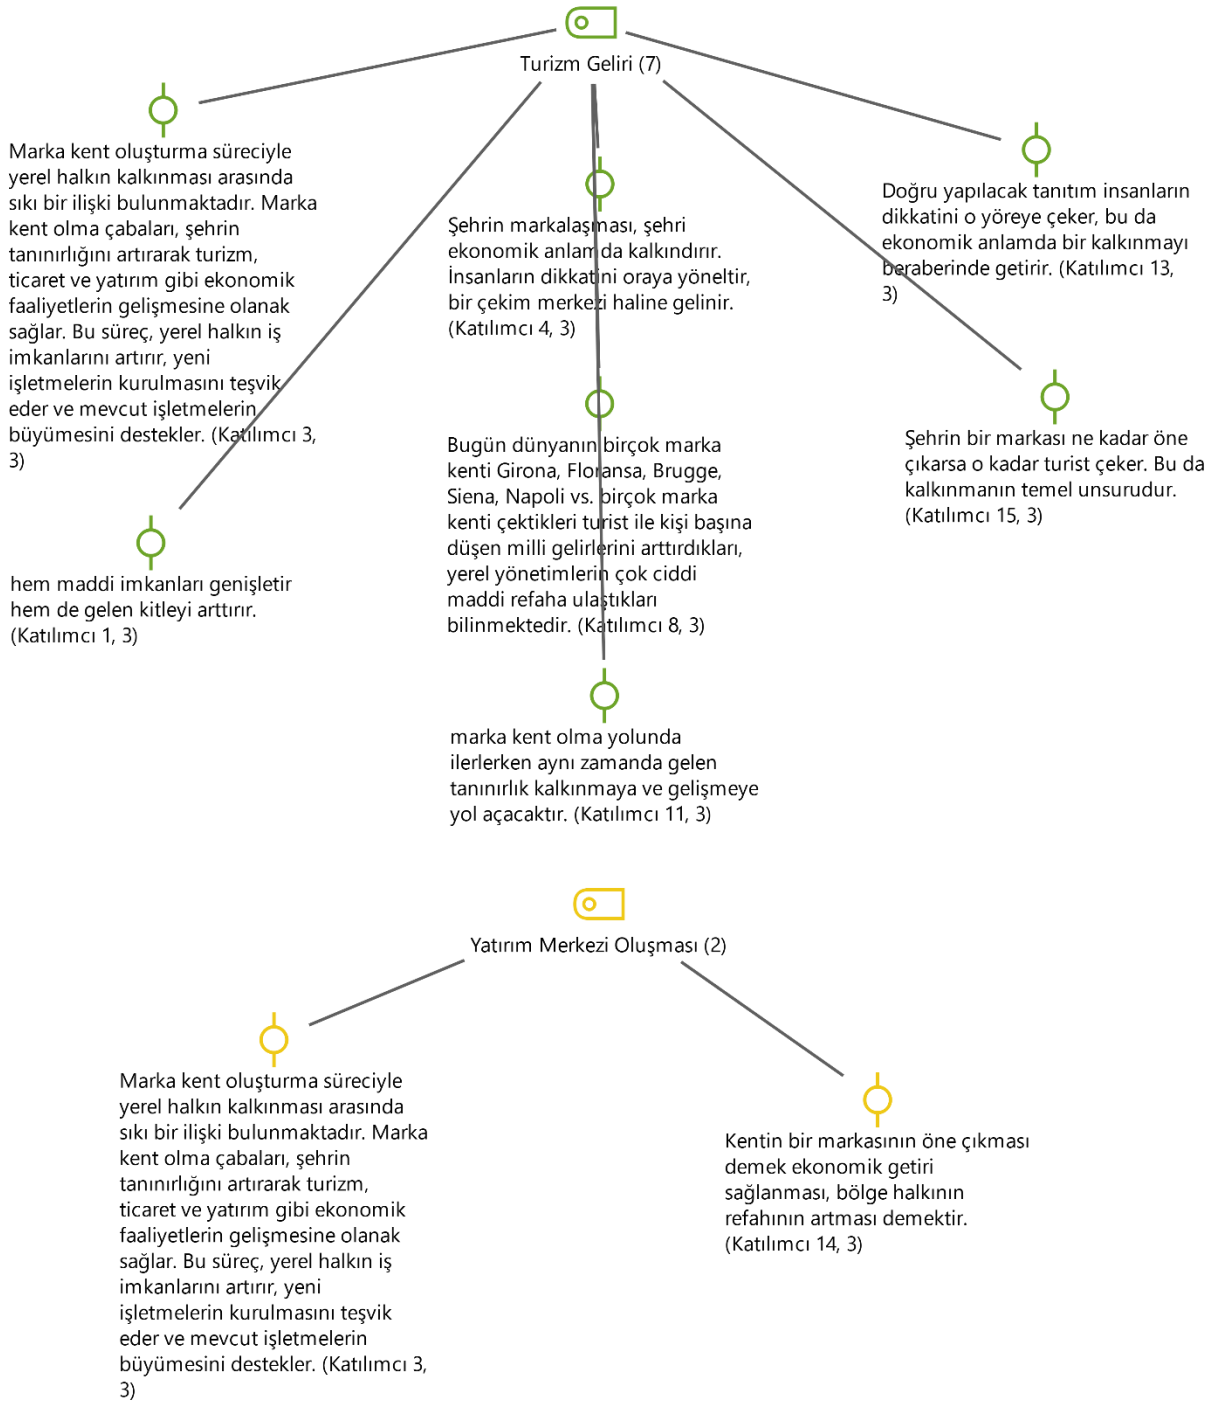 Turizm Geliri (7)
Marka kent oluşturma süreciyle
yerel halkın kalkınması arasında
sıkı bir ilişki bulunmaktadır. Marka
kent olma çabaları, şehrin
tanınırlığını artırarak turizm,
ticaret ve yatırım gibi ekonomik
faaliyetlerin gelişmesine olanak
sağlar. Bu süreç, yerel halkın iş
imkanlarını artırır, yeni
işletmelerin kurulmasını teşvik
eder ve mevcut işletmelerin
büyümesini destekler. (Katılımcı 3,
3)
Şehrin markalaşması, şehri
ekonomik anlamda kalkındırır.
İnsanların dikkatini oraya yöneltir,
bir çekim merkezi haline gelinir.
(Katılımcı 4, 3)
Doğru yapılacak tanıtım insanların
dikkatini o yöreye çeker, bu da
ekonomik anlamda bir kalkınmayı
beraberinde getirir. (Katılımcı 13,
3)
hem maddi imkanları genişletir
hem de gelen kitleyi arttırır.
(Katılımcı 1, 3)
Bugün dünyanın birçok marka
kenti Girona, Floransa, Brugge,
Siena, Napoli vs. birçok marka
kenti çektikleri turist ile kişi başına
düşen milli gelirlerini arttırdıkları,
yerel yönetimlerin çok ciddi
maddi refaha ulaştıkları
bilinmektedir. (Katılımcı 8, 3)
Şehrin bir markası ne kadar öne
çıkarsa o kadar turist çeker. Bu da
kalkınmanın temel unsurudur.
(Katılımcı 15, 3)
marka kent olma yolunda
ilerlerken aynı zamanda gelen
tanınırlık kalkınmaya ve gelişmeye
yol açacaktır. (Katılımcı 11, 3)
Yatırım Merkezi Oluşması (2)
Marka kent oluşturma süreciyle
yerel halkın kalkınması arasında
sıkı bir ilişki bulunmaktadır. Marka
kent olma çabaları, şehrin
tanınırlığını artırarak turizm,
ticaret ve yatırım gibi ekonomik
faaliyetlerin gelişmesine olanak
sağlar. Bu süreç, yerel halkın iş
imkanlarını artırır, yeni
işletmelerin kurulmasını teşvik
eder ve mevcut işletmelerin
büyümesini destekler. (Katılımcı 3,
3)
Kentin bir markasının öne çıkması
demek ekonomik getiri
sağlanması, bölge halkının
refahının artması demektir.
(Katılımcı 14, 3)